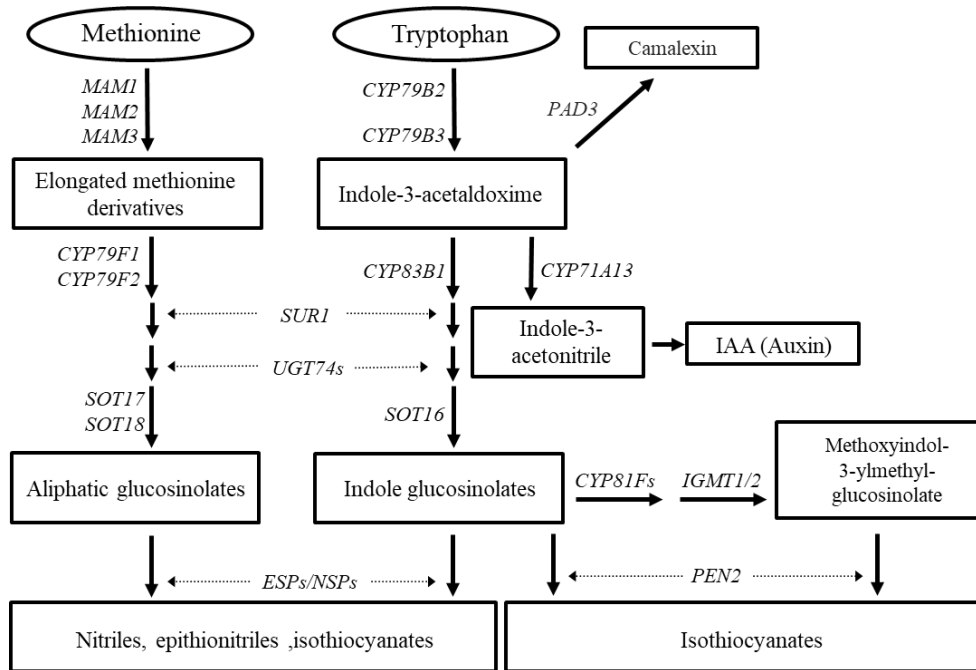 Methionine
Tryptophan
Camalexin
MAM1
MAM2
MAM3
CYP79B2
CYP79B3
PAD3
Elongated methionine
derivatives
Indole-3-acetaldoxime
CYP79F1
CYP79F2
CYP83B1
CYP71A13
SUR1
Indole-3-
acetonitrile
IAA (Auxin)
UGT74s
SOT17
SOT18
SOT16
Aliphatic glucosinolates
Indole glucosinolates
CYP81Fs
IGMT1/2
Methoxyindol-
3-ylmethyl-
glucosinolate
ESPs/NSPs
PEN2
Nitriles, epithionitriles ,isothiocyanates
Isothiocyanates